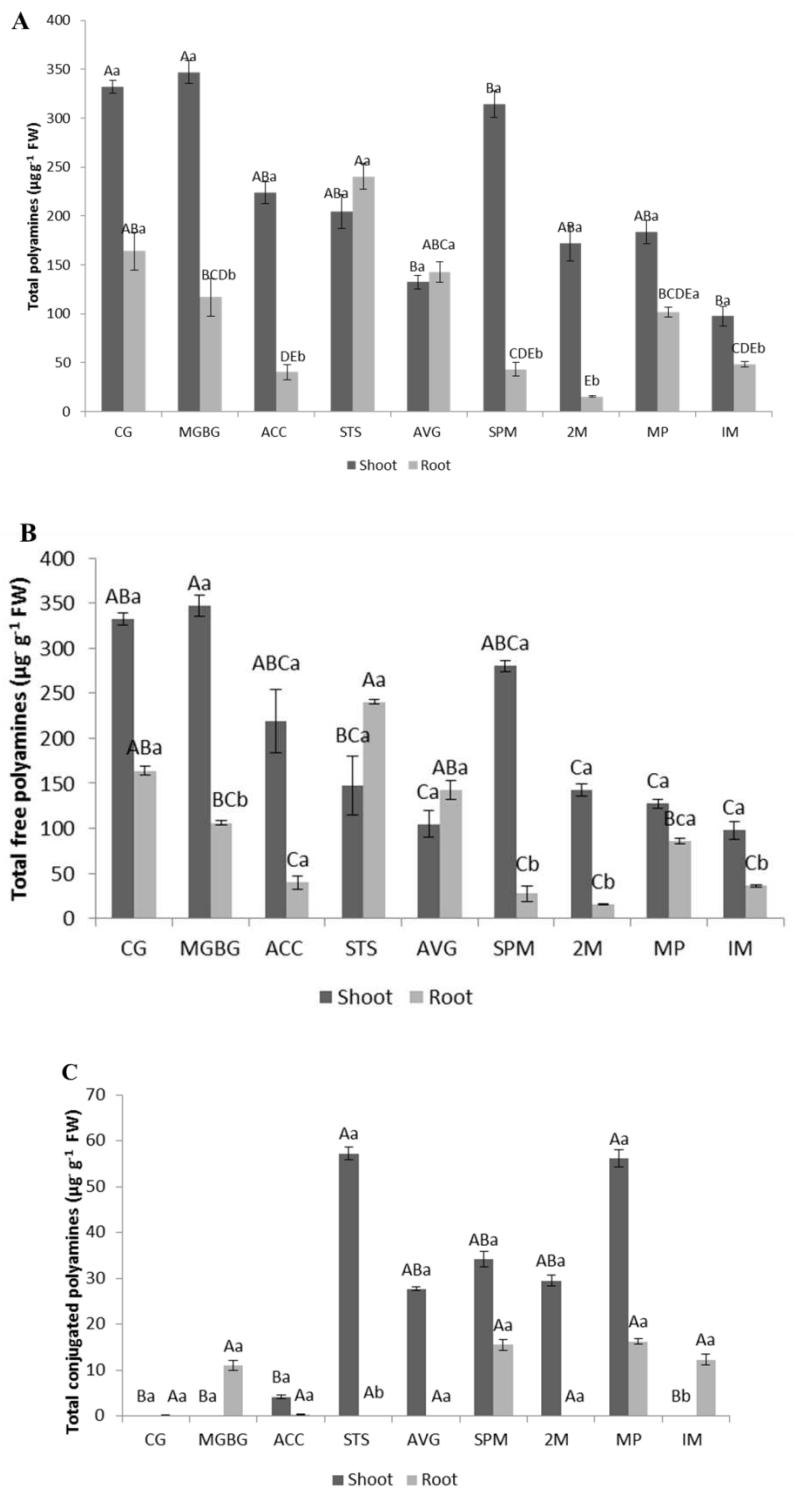 A
Total polyamines (µgg-1 FW)
400
350
300
250
200
150
100
50
0
Aa
ABa
Aa
BCDb
ABa
DEb
ABa
Aa
Ba
ABCa
Ba
CDEb
ABa
Eb
ABa
BCDEa
Ba
CDEb
CG MGBG ACC STS AVG SPM 2M MP IM
Shoot Root
B
Total free polyamines (µg g-1 FW)
400
350
300
250
200
150
100
50
0
ABa
ABa
Aa
BCb
ABCa
Ca
BCa
Aa
Ca
ABa
ABCa
Cb
Ca
Cb
Ca
Bca
Ca
Cb
CG MGBG ACC STS AVG SPM 2M MP IM
Shoot Root
C
Total conjugated polyamines (µg g-1 FW)
70
60
50
40
30
20
10
0
Ba
Aa
Ba
Aa
Ba
Aa
Aa
Ab
ABa
Aa
ABa
Aa
ABa
Aa
Aa
Aa
Bb
Aa
CG MGBG ACC STS AVG SPM 2M MP IM
Shoot Root